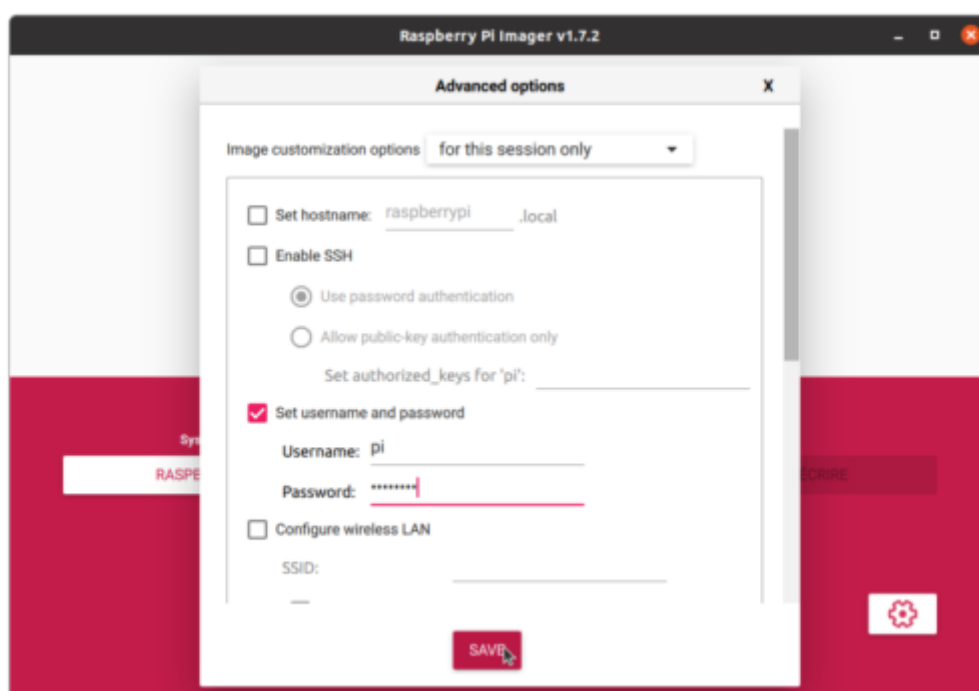 Raspberry Pi Imager v1.7.2
Advanced options X
Image customization options for this session only
Set hostname: raspberrypi .local
Enable SSH
Use password authentication
Allow public-key authentication only
Set authorized_keys for 'pi':
Set username and password
Username: pi
Password: ••••••••
Configure wireless LAN
SSID:
Sys
RASPBE
ÉCRIRE
SAVE